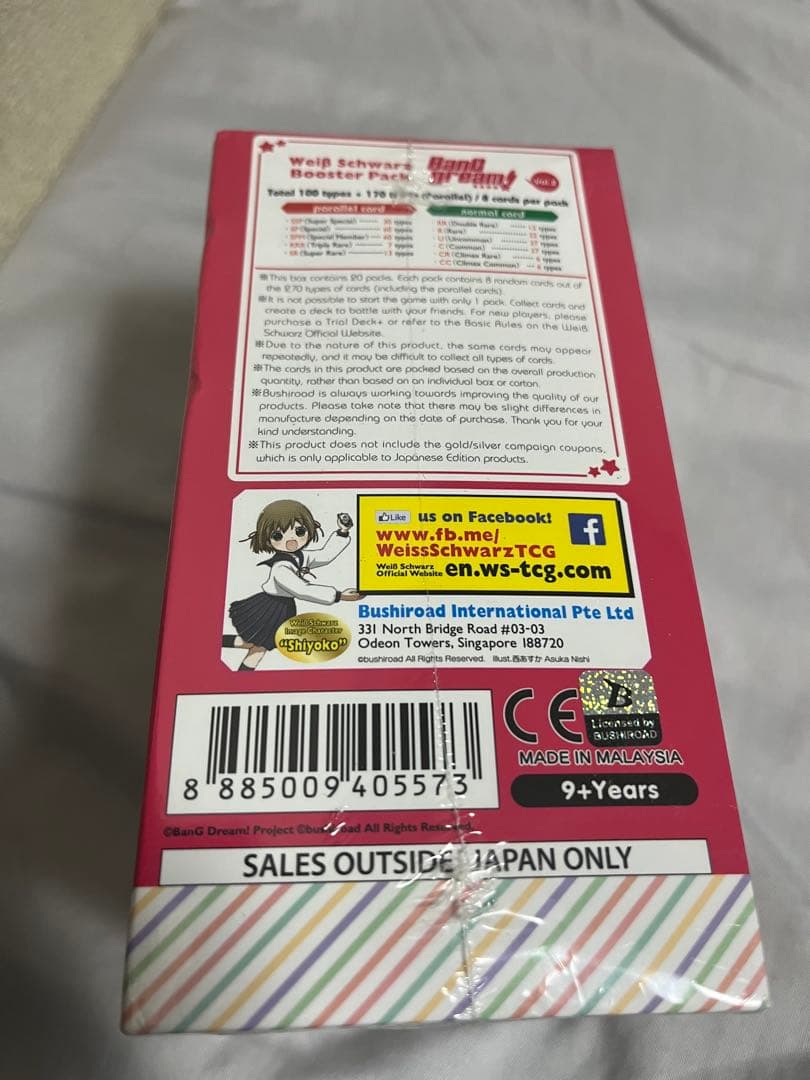 Weiß Schwarz
Booster Pack
BanG
Dream!
Vol.2
Total 100 types + 170 types (Parallel) / 8 cards per pack
parallel card
normal card
(Super Special)
SP (Special)
(Special Member)
RRR (Triple Rare)
SR (Super Rare)
RR (Double Rare)
R (Rare)
U (Uncommon)
C (Common)
CR (Climax Rare)
CC (Climax Common)
※This box contains 20 packs. Each pack contains 8 random cards out of
the 270 types of cards (including the parallel cards).
※It is not possible to start the game with only 1 pack. Collect cards and
create a deck to battle with your friends. For new players, please
purchase a Trial Deck+ or refer to the Basic Rules on the Weiß
Schwarz Official Website.
※Due to the nature of this product, the same cards may appear
repeatedly, and it may be difficult to collect all types of cards.
※The cards in this product are packed based on the overall production
quantity, rather than based on an individual box or carton.
※Bushiroad is always working towards improving the quality of our
products. Please take note that there may be slight differences in
manufacture depending on the date of purchase. Thank you for your
kind understanding.
※This product does not include the gold/silver campaign coupons,
which is only applicable to Japanese Edition products.
Like us on Facebook!
www.fb.me/
WeissSchwarzTCG
Weiß Schwarz
Official Website en.ws-tcg.com
Weiß Schwarz
Image Character
"Shiyoko"
Bushiroad International Pte Ltd
331 North Bridge Road #03-03
Odeon Towers, Singapore 188720
©bushiroad All Rights Reserved. Illust.西あすか Asuka Nishi
8 885009 405573
CE
B
Licensed by
BUSHIROAD
MADE IN MALAYSIA
9+Years
©BanG Dream! Project ©bushiroad All Rights Reserved.
SALES OUTSIDE JAPAN ONLY